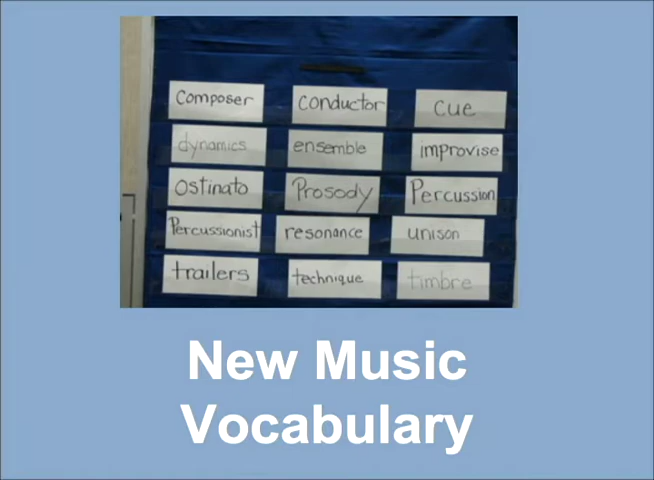 composer conductor cue
dynamics ensemble improvise
ostinato Prosody Percussion
Percussionist resonance unison
trailers technique timbre
New Music
Vocabulary